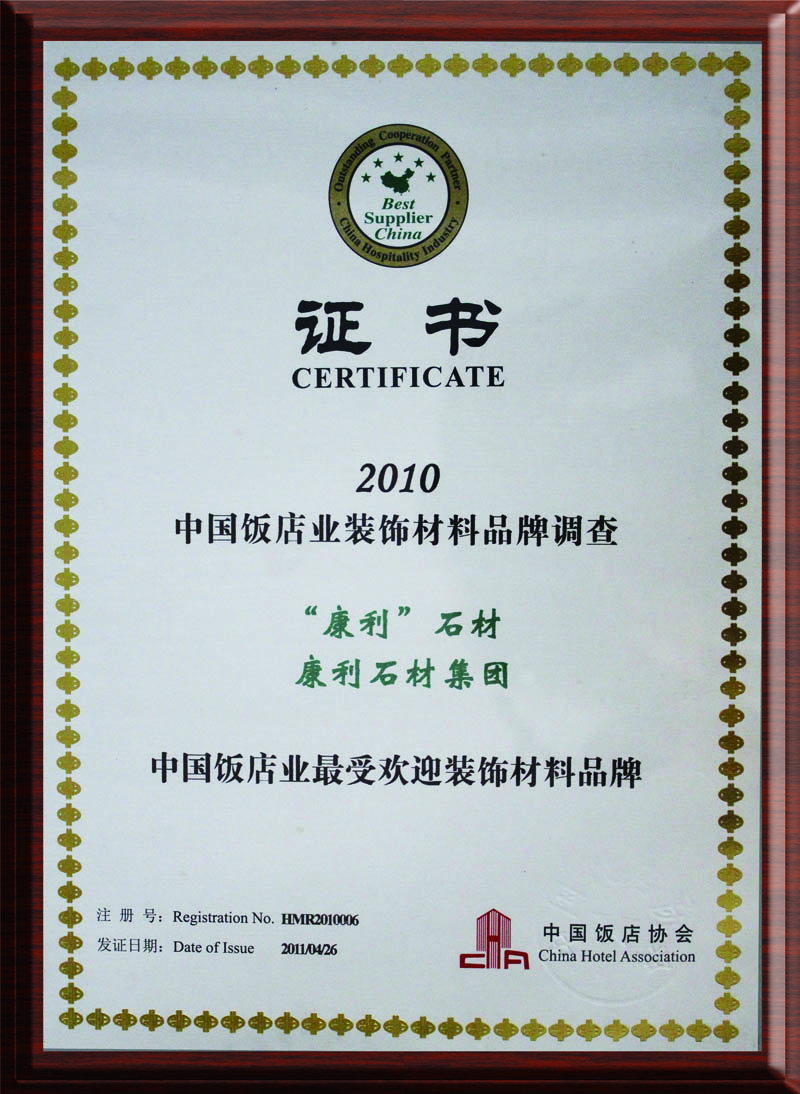 Outstanding Cooperation Partner
Best
Supplier
China
China Hospitality Industry
证书
CERTIFICATE
2010
中国饭店业装饰材料品牌调查
“康利”石材
康利石材集团
中国饭店业最受欢迎装饰材料品牌
注 册 号：Registration No. HMR2010006
发证日期：Date of Issue 2011/04/26
CHA
中国饭店协会
China Hotel Association